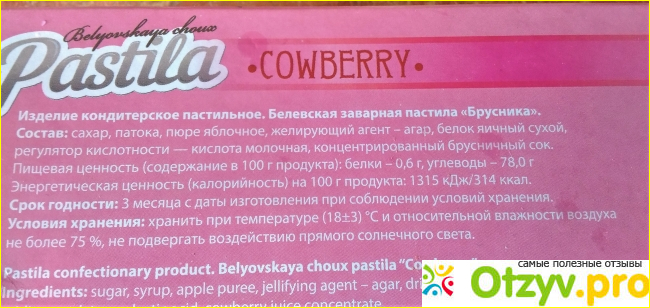 Belyovskaya choux
Pastila
•COWBERRY•
Изделие кондитерское пастильное. Белевская заварная пастила «Брусника».
Состав: сахар, патока, пюре яблочное, желирующий агент – агар, белок яичный сухой,
регулятор кислотности — кислота молочная, концентрированный брусничный сок.
Пищевая ценность (содержание в 100 г продукта): белки – 0,6 г, углеводы – 78,0 г
Энергетическая ценность (калорийность) на 100 г продукта: 1315 кДж/314 ккал.
Срок годности: 3 месяца с даты изготовления при соблюдении условий хранения.
Условия хранения: хранить при температуре (18±3) °С и относительной влажности воздуха
не более 75 %, не подвергать воздействию прямого солнечного света.
Pastila confectionary product. Belyovskaya choux pastila
Ingredients: sugar, syrup, apple puree, jellifying agent – agar,
cowberry juice concentrate
самые полезные отзывы
Otzyv.pro